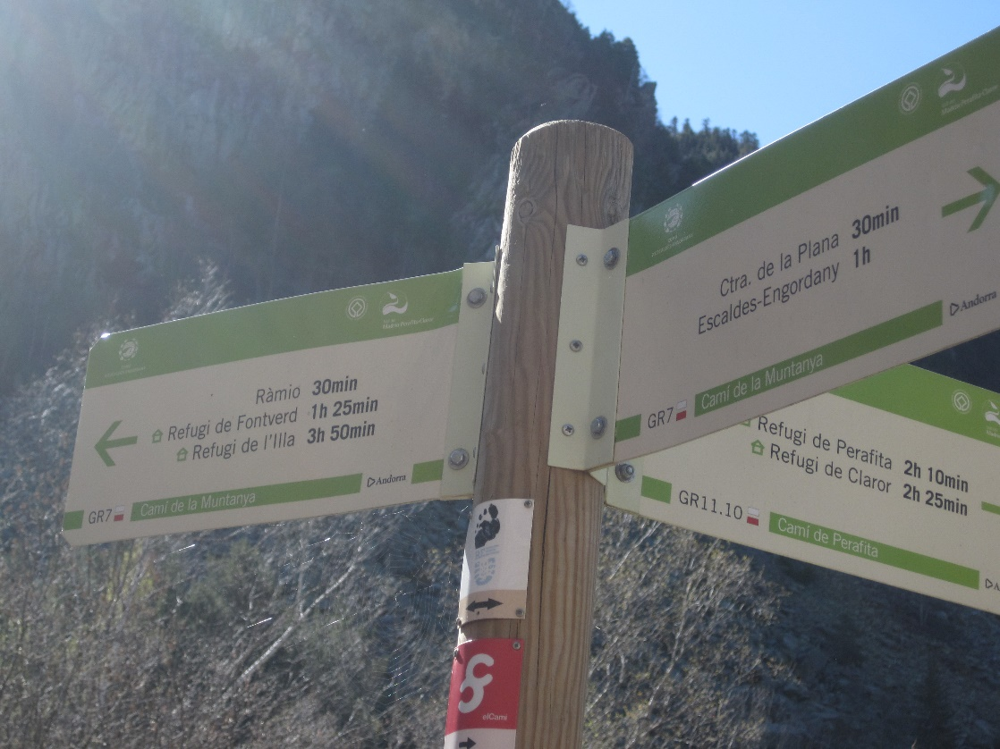 Ràmio 30min
Refugi de Fontverd 1h 25min
Refugi de l'Illa 3h 50min
GR7 Camí de la Muntanya Andorra
Ctra. de la Plana 30min
Escaldes-Engordany 1h
GR7 Camí de la Muntanya Andorra
Refugi de Perafita 2h 10min
Refugi de Claror 2h 25min
GR11.10 Camí de Perafita
elCamí